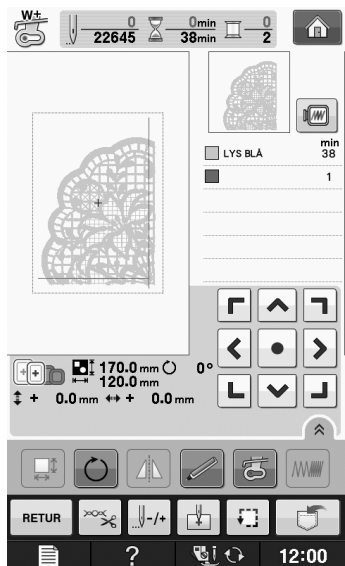 W+
0 0min 0
22645 38min 2
min
LYS BLÅ 38
1
170.0 mm 0°
120.0 mm
+ 0.0 mm + 0.0 mm
RETUR -/+
? 12:00